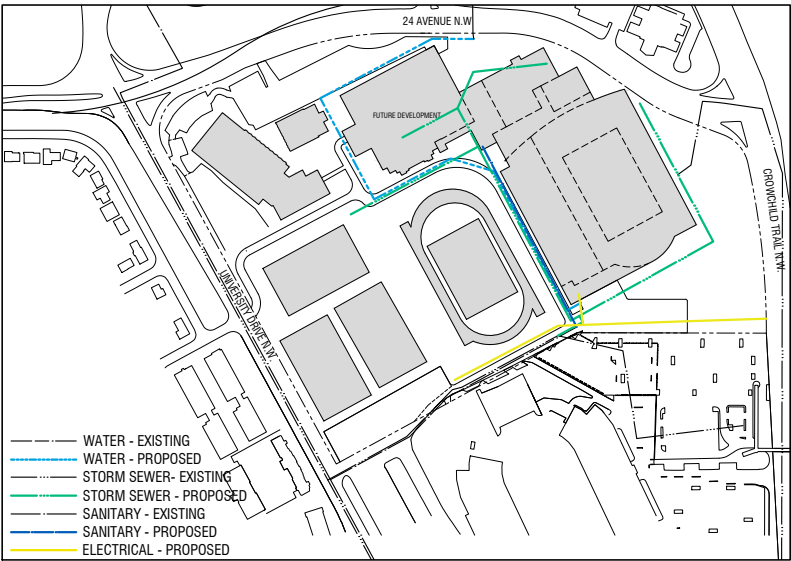 24 AVENUE N.W
FUTURE DEVELOPMENT
CROWCHILD TRAIL N.W.
UNIVERSITY DRIVE N.W
WATER - EXISTING
WATER - PROPOSED
STORM SEWER- EXISTING
STORM SEWER - PROPOSED
SANITARY - EXISTING
SANITARY - PROPOSED
ELECTRICAL - PROPOSED